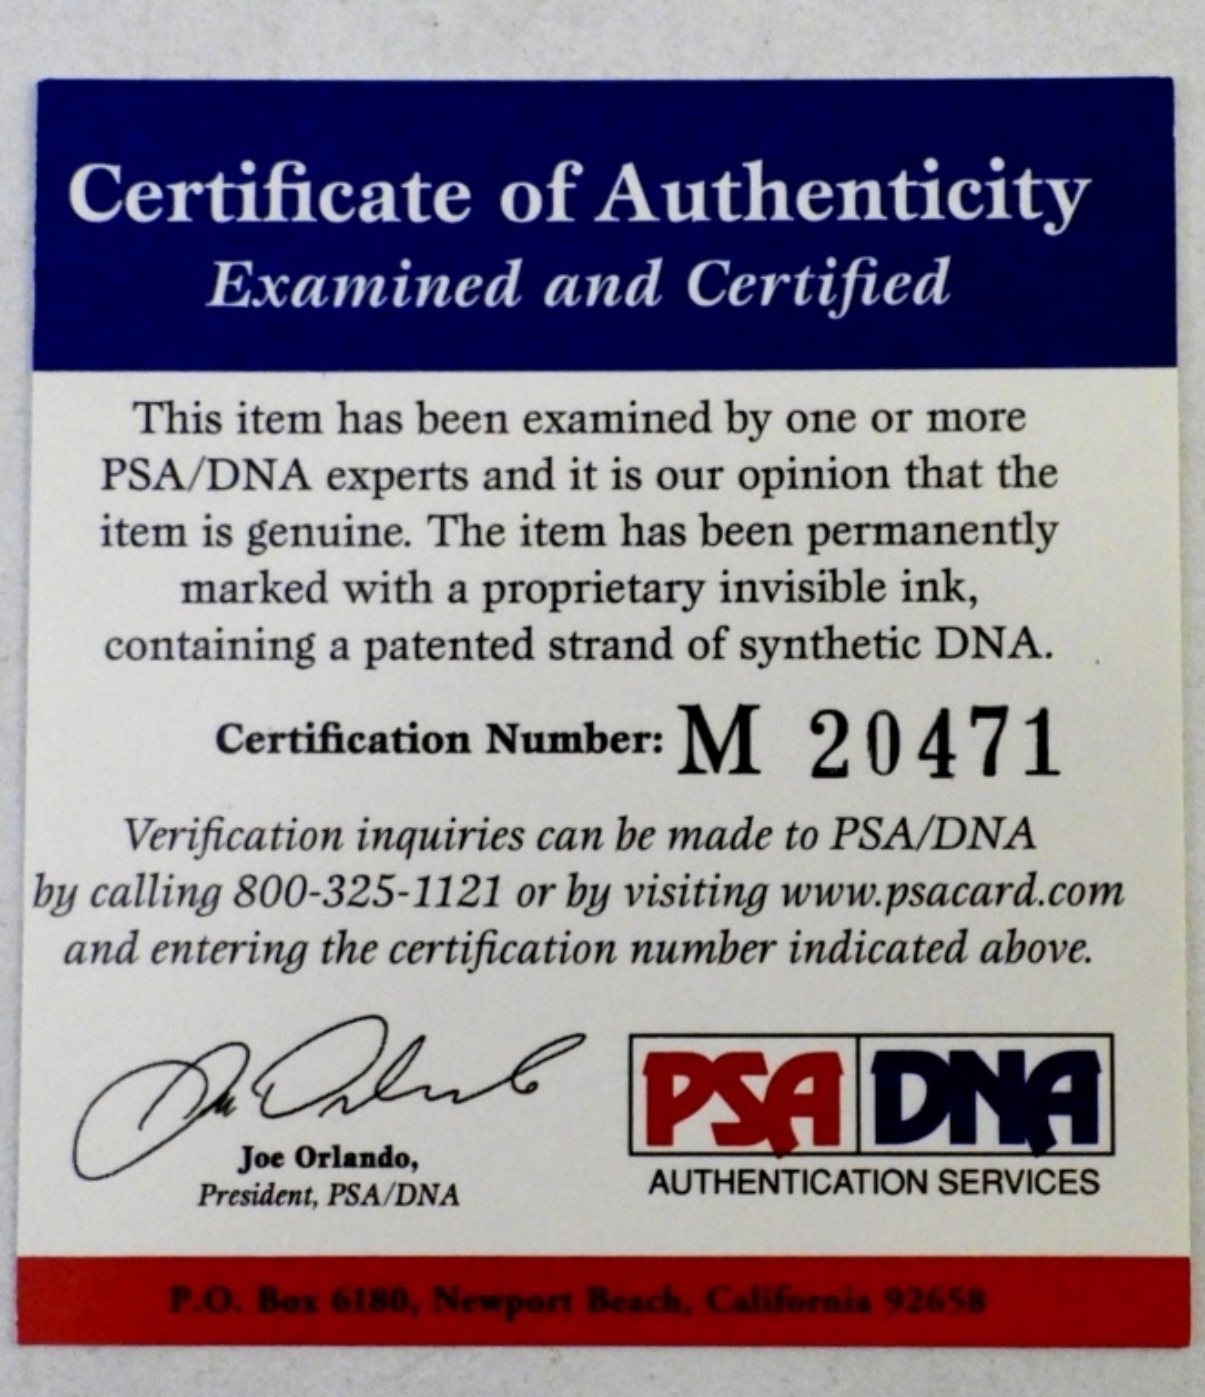 Certificate of Authenticity
Examined and Certified
This item has been examined by one or more
PSA/DNA experts and it is our opinion that the
item is genuine. The item has been permanently
marked with a proprietary invisible ink,
containing a patented strand of synthetic DNA.
Certification Number: M 20471
Verification inquiries can be made to PSA/DNA
by calling 800-325-1121 or by visiting www.psacard.com
and entering the certification number indicated above.
Joe Orlando,
President, PSA/DNA
PSA DNA
AUTHENTICATION SERVICES
P.O. Box 6180, Newport Beach, California 92658